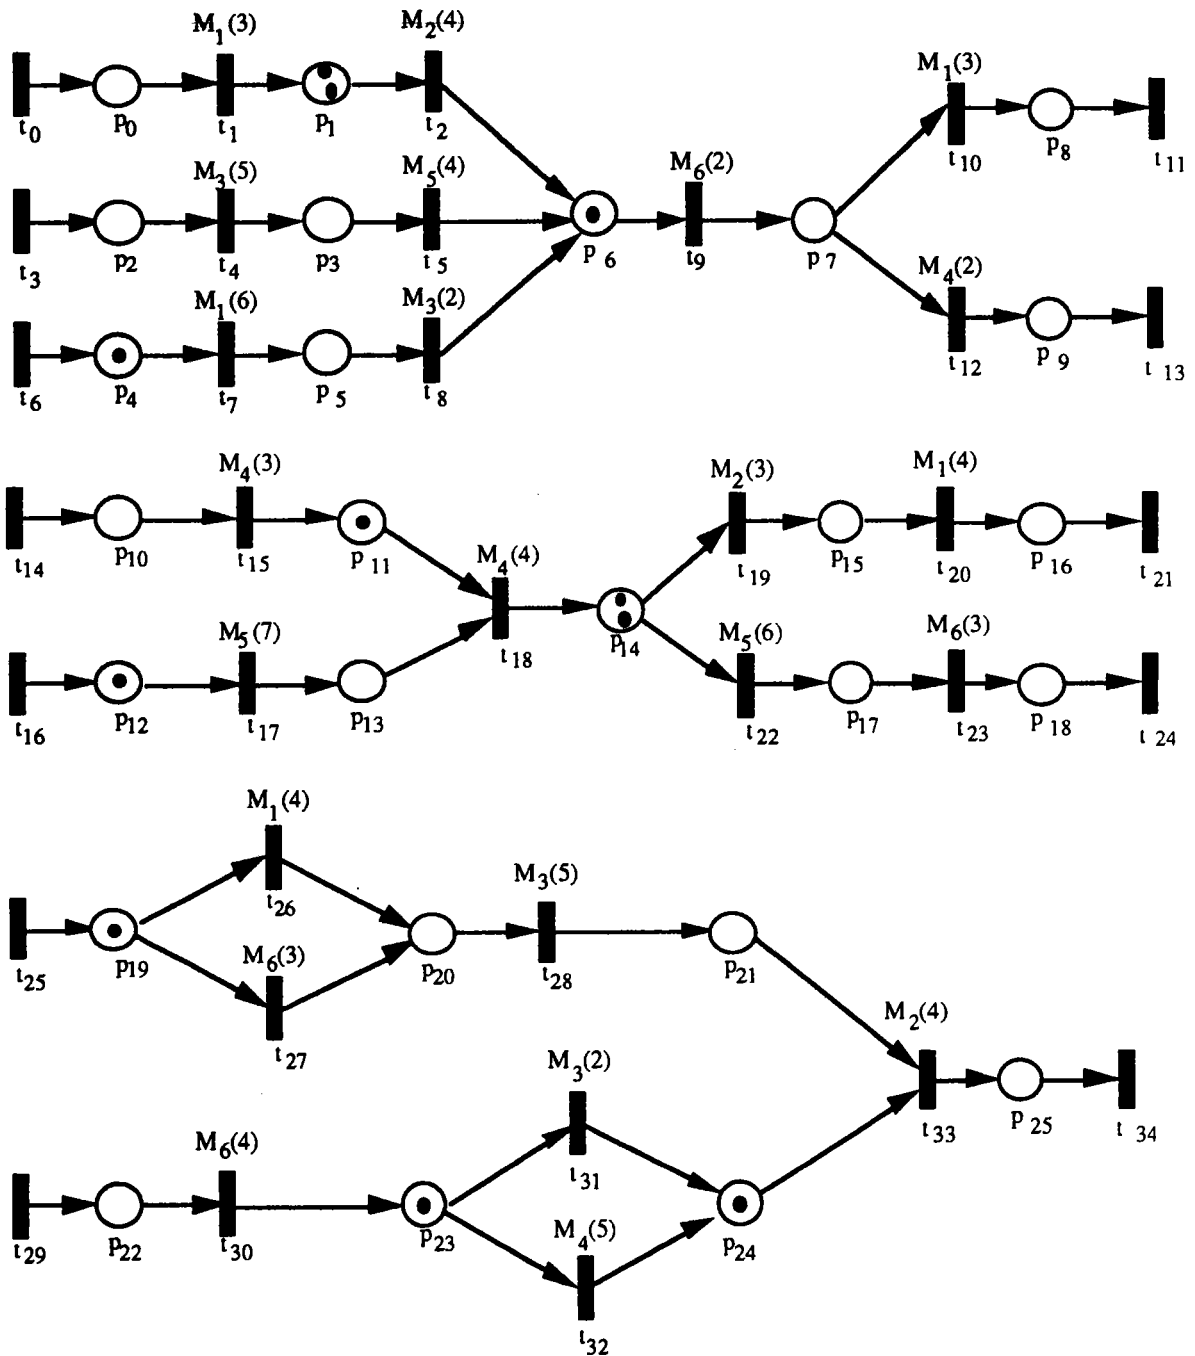 M1(3) M2(4)
M1(3)
t0 p0 t1 p1 t2
t10 p8 t11
M3(5) M5(4) M6(2)
t3 p2 t4 p3 t5 p6 t9 p7
M4(2)
M1(6) M3(2)
t12 p9 t13
t6 p4 t7 p5 t8
M4(3) M2(3) M1(4)
t14 p10 t15 p11 M4(4) t19 p15 t20 p16 t21
M5(7) t18 p14 M5(6) M6(3)
t16 p12 t17 p13 t22 p17 t23 p18 t24
M1(4)
M3(5)
t26
t25 p19 M6(3) p20 t28 p21
t27
M2(4)
M3(2)
t33 p25 t34
M6(4) t31
t29 p22 t30 p23 M4(5) p24
t32